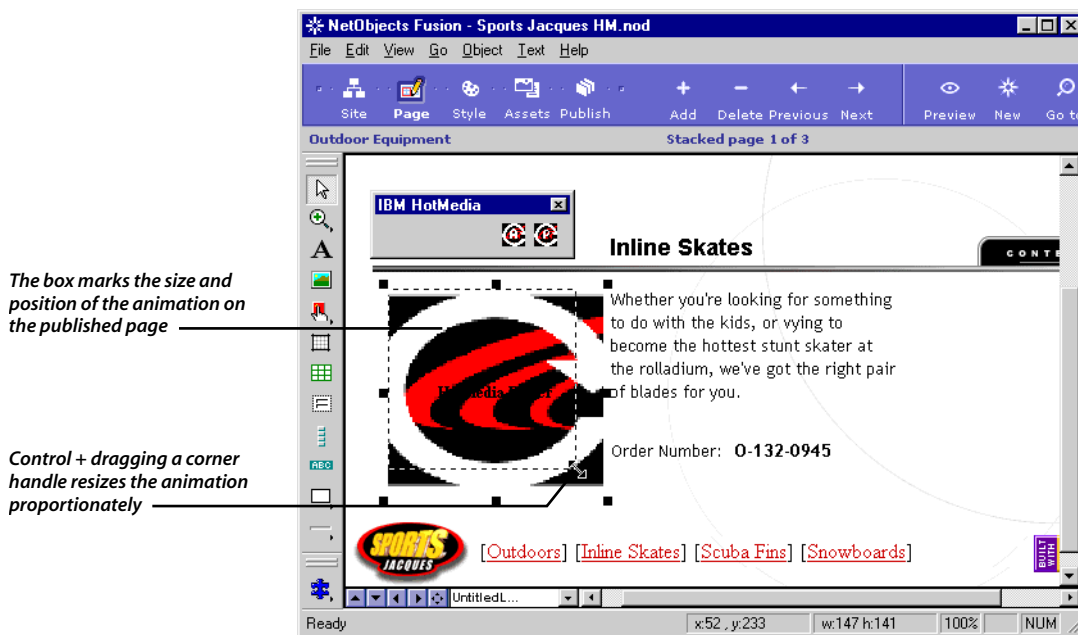 NetObjects Fusion - Sports Jacques HM.nod
File Edit View Go Object Text Help
Site Page Style Assets Publish Add Delete Previous Next Preview New Go to
Outdoor Equipment Stacked page 1 of 3
IBM HotMedia
A P
Inline Skates
CONTE
The box marks the size and
position of the animation on
the published page
Whether you're looking for something
to do with the kids, or vying to
become the hottest stunt skater at
the rolladium, we've got the right pair
of blades for you.
A
ABC
Order Number: O-132-0945
Control + dragging a corner
handle resizes the animation
proportionately
SPORTS
JACQUES
[Outdoors] [Inline Skates] [Scuba Fins] [Snowboards]
BUILT
WITH
UntitledL...
Ready x:52 , y:233 w:147 h:141 100% NUM